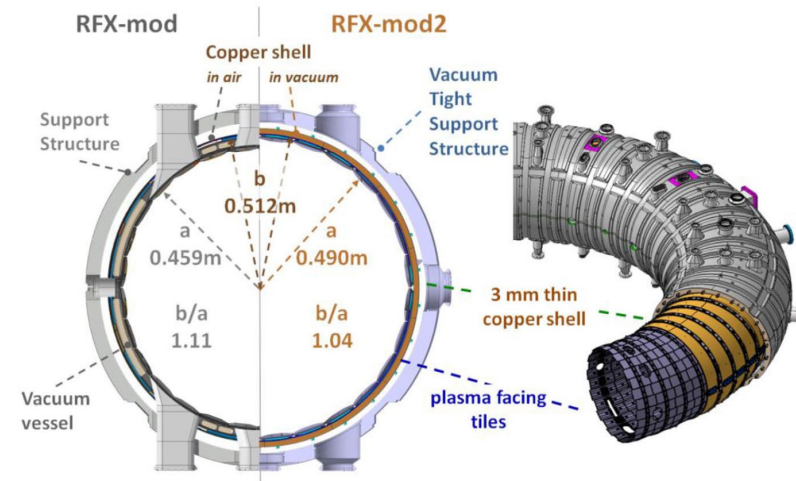 RFX-mod
RFX-mod2
Copper shell
in air
in vacuum
Support
Structure
Vacuum
Tight
Support
Structure
b
0.512m
a
0.459m
a
0.490m
b/a
1.11
b/a
1.04
3 mm thin
copper shell
Vacuum
vessel
plasma facing
tiles